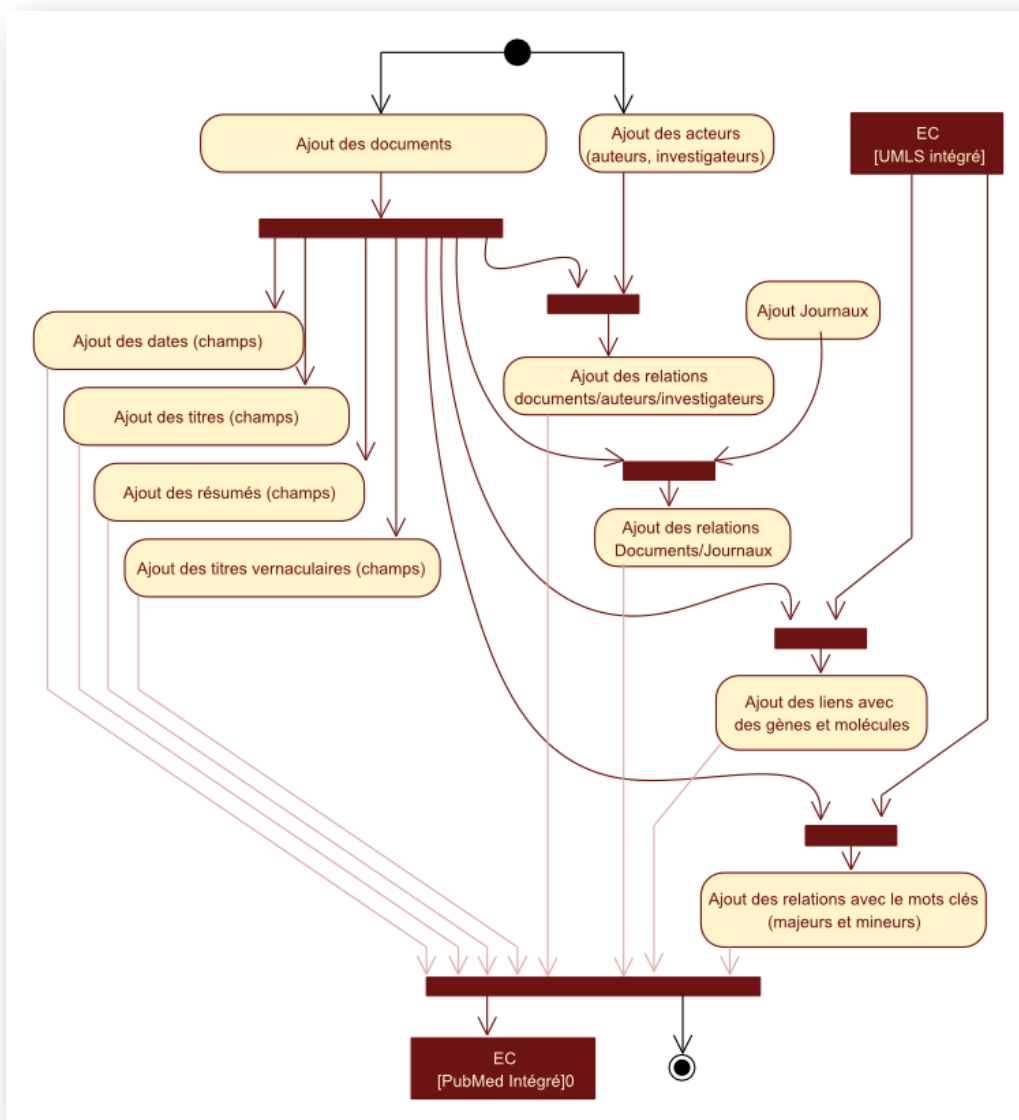 Ajout des documents
Ajout des acteurs
(auteurs, investigateurs)
EC
[UMLS intégré]
Ajout des dates (champs)
Ajout Journaux
Ajout des relations
documents/auteurs/investigateurs
Ajout des titres (champs)
Ajout des résumés (champs)
Ajout des relations
Documents/Journaux
Ajout des titres vernaculaires (champs)
Ajout des liens avec
des gènes et molécules
Ajout des relations avec le mots clés
(majeurs et mineurs)
EC
[PubMed Intégré]0